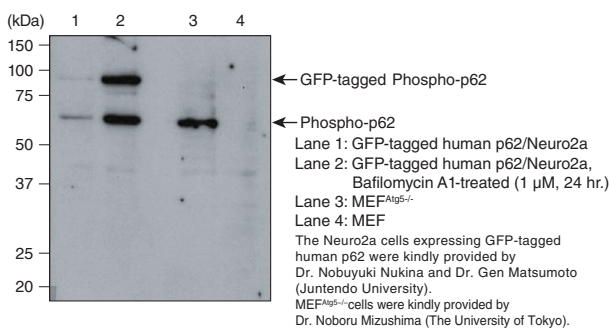 (kDa) 1 2 3 4
150
100
75
50
37
25
20
GFP-tagged Phospho-p62
Phospho-p62
Lane 1: GFP-tagged human p62/Neuro2a
Lane 2: GFP-tagged human p62/Neuro2a,
Bafilomycin A1-treated (1 μM, 24 hr.)
Lane 3: MEFAtg5-/-
Lane 4: MEF
The Neuro2a cells expressing GFP-tagged
human p62 were kindly provided by
Dr. Nobuyuki Nukina and Dr. Gen Matsumoto
(Juntendo University).
MEFAtg5-/-cells were kindly provided by
Dr. Noboru Mizushima (The University of Tokyo).